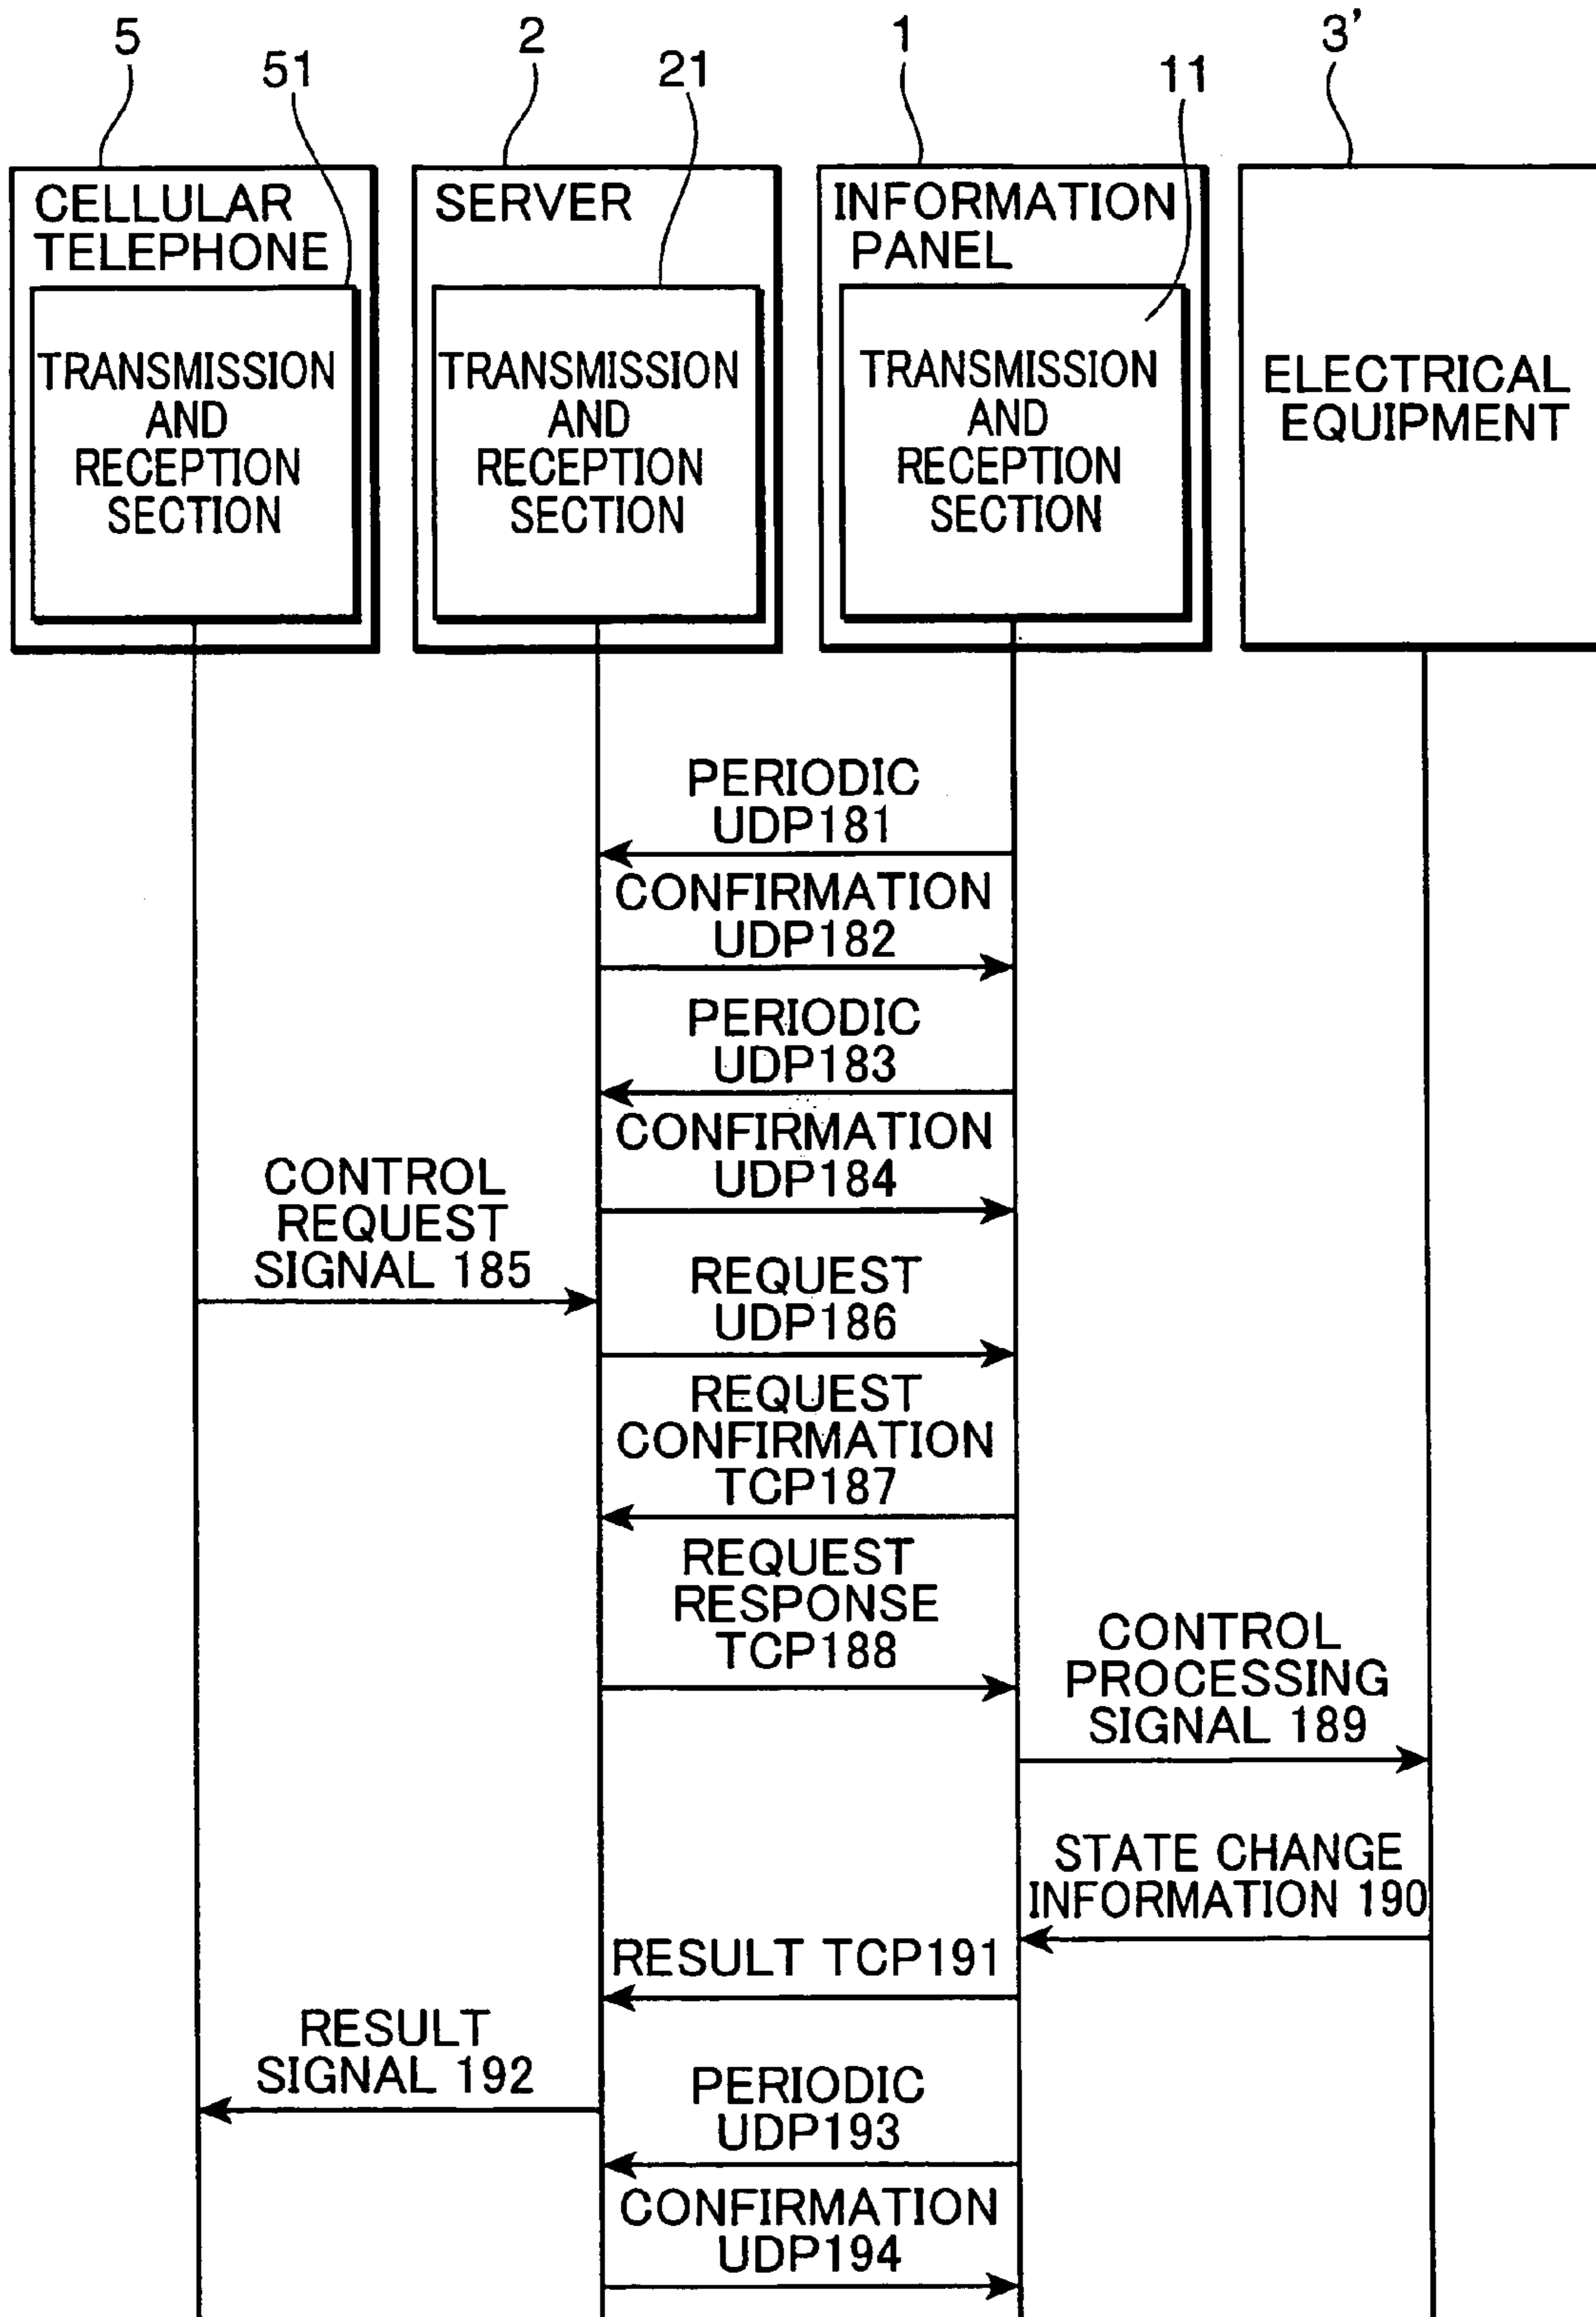 5
2
1
3'
51
21
11
CELLULAR
TELEPHONE
SERVER
INFORMATION
PANEL
TRANSMISSION
AND
RECEPTION
SECTION
TRANSMISSION
AND
RECEPTION
SECTION
TRANSMISSION
AND
RECEPTION
SECTION
ELECTRICAL
EQUIPMENT
PERIODIC
UDP181
CONFIRMATION
UDP182
PERIODIC
UDP183
CONFIRMATION
UDP184
CONTROL
REQUEST
SIGNAL 185
REQUEST
UDP186
REQUEST
CONFIRMATION
TCP187
REQUEST
RESPONSE
TCP188
CONTROL
PROCESSING
SIGNAL 189
STATE CHANGE
INFORMATION 190
RESULT TCP191
RESULT
SIGNAL 192
PERIODIC
UDP193
CONFIRMATION
UDP194